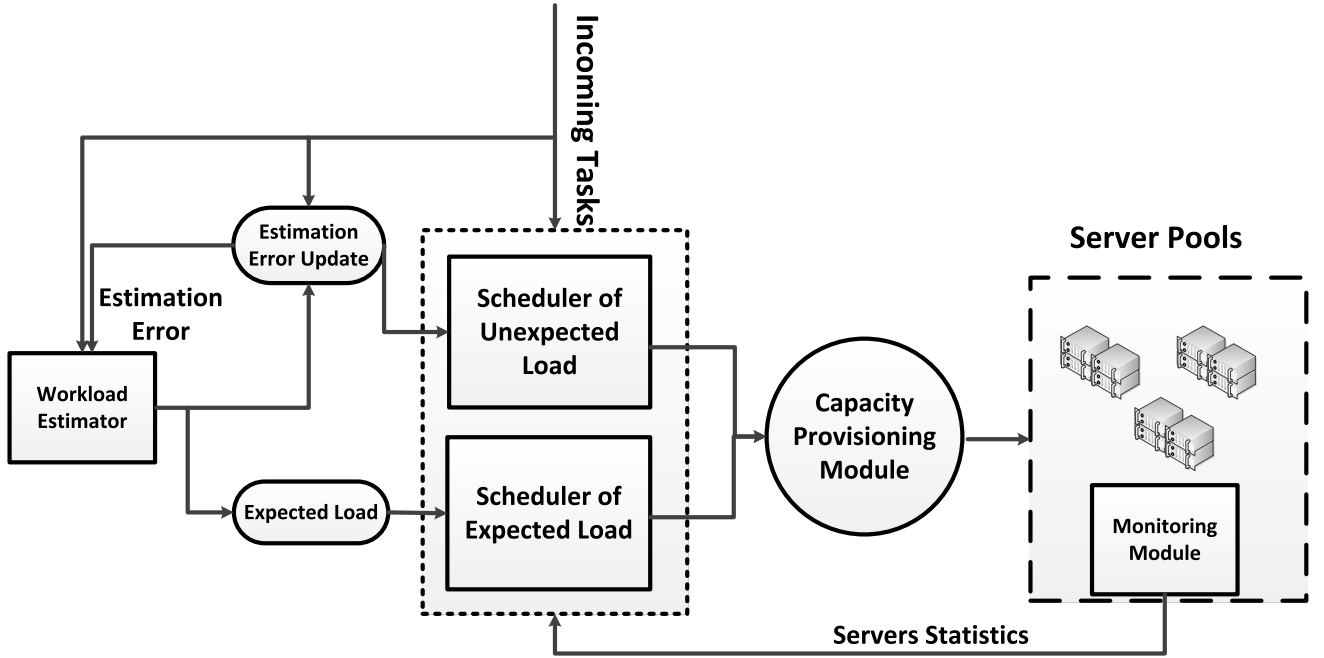 Incoming Tasks
Estimation
Error Update
Server Pools
Estimation
Error
Scheduler of
Unexpected
Load
Workload
Estimator
Capacity
Provisioning
Module
Expected Load
Scheduler of
Expected Load
Monitoring
Module
Servers Statistics